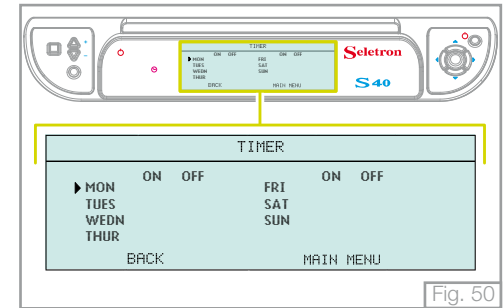 TIMER
ON OFF ON OFF
MON FRI
TUES SAT
WEDN SUN
THUR
BACK MAIN MENU
Seletron
S 40
TIMER
ON OFF ON OFF
MON FRI
TUES SAT
WEDN SUN
THUR
BACK MAIN MENU
Fig. 50